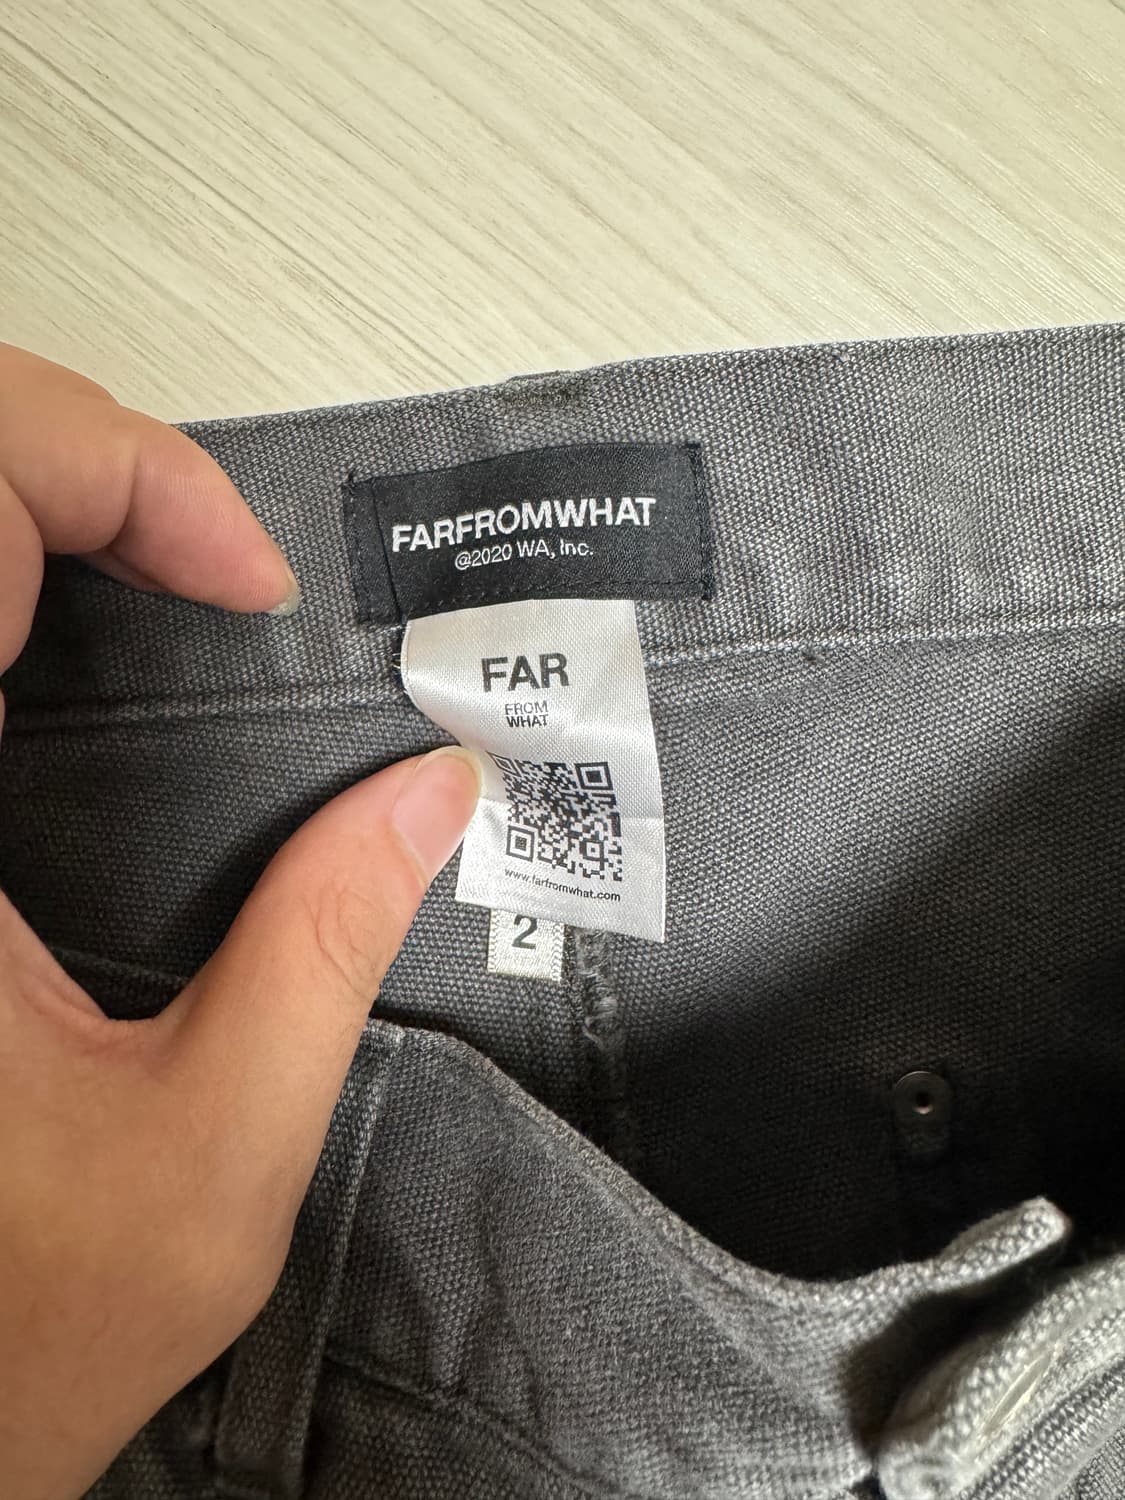 FARFROMWHAT
@2020 WA, Inc.
FAR
FROM
WHAT
www.farfromwhat.com
2